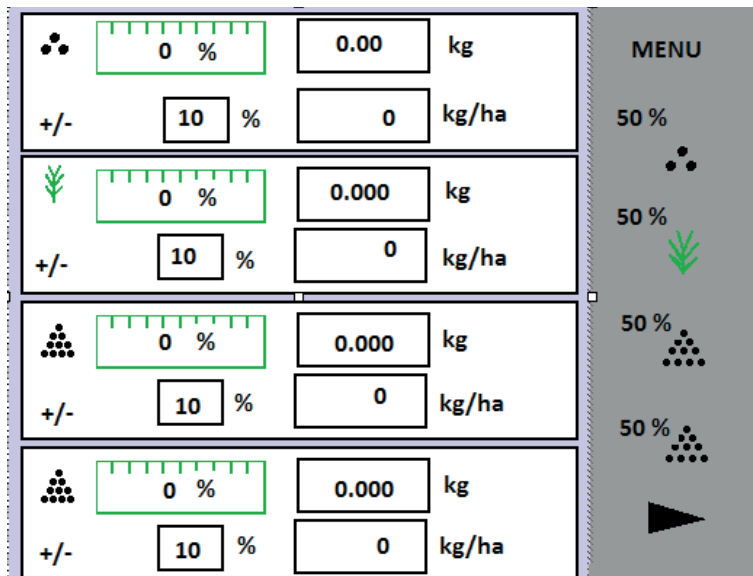 0 % 0.00 kg
+/- 10 % 0 kg/ha
0 % 0.000 kg
+/- 10 % 0 kg/ha
0 % 0.000 kg
+/- 10 % 0 kg/ha
0 % 0.000 kg
+/- 10 % 0 kg/ha
MENU
50 %
50 %
50 %
50 %